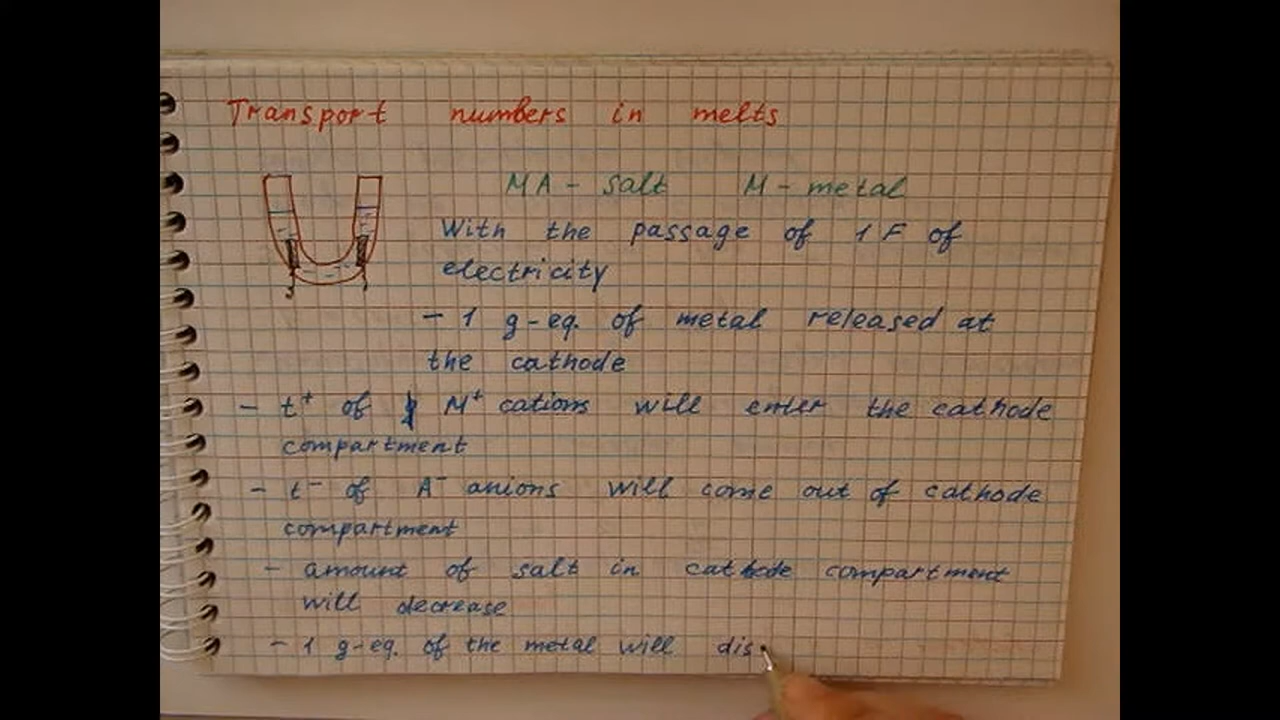 Transport numbers in melts
MA - salt M - metal
With the passage of 1 F of
electricity
- 1 g-eq. of metal released at
the cathode
- t⁺ of M⁺ cations will enter the cathode
compartment
- t⁻ of A⁻ anions will come out of cathode
compartment
- amount of salt in cathode compartment
will decrease
- 1 g-eq. of the metal will dis